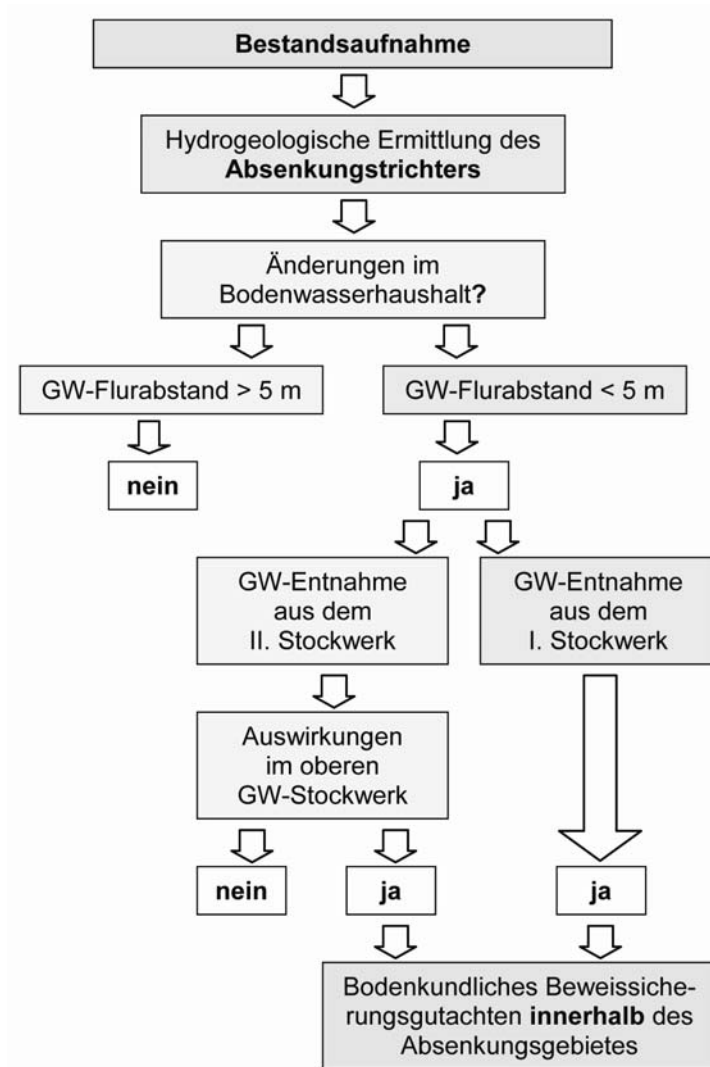 Bestandsaufnahme
Hydrogeologische Ermittlung des
Absenkungstrichters
Änderungen im
Bodenwasserhaushalt?
GW-Flurabstand > 5 m
GW-Flurabstand < 5 m
nein
ja
GW-Entnahme
aus dem
II. Stockwerk
GW-Entnahme
aus dem
I. Stockwerk
Auswirkungen
im oberen
GW-Stockwerk
nein
ja
ja
Bodenkundliches Beweissiche-
rungsgutachten innerhalb des
Absenkungsgebietes